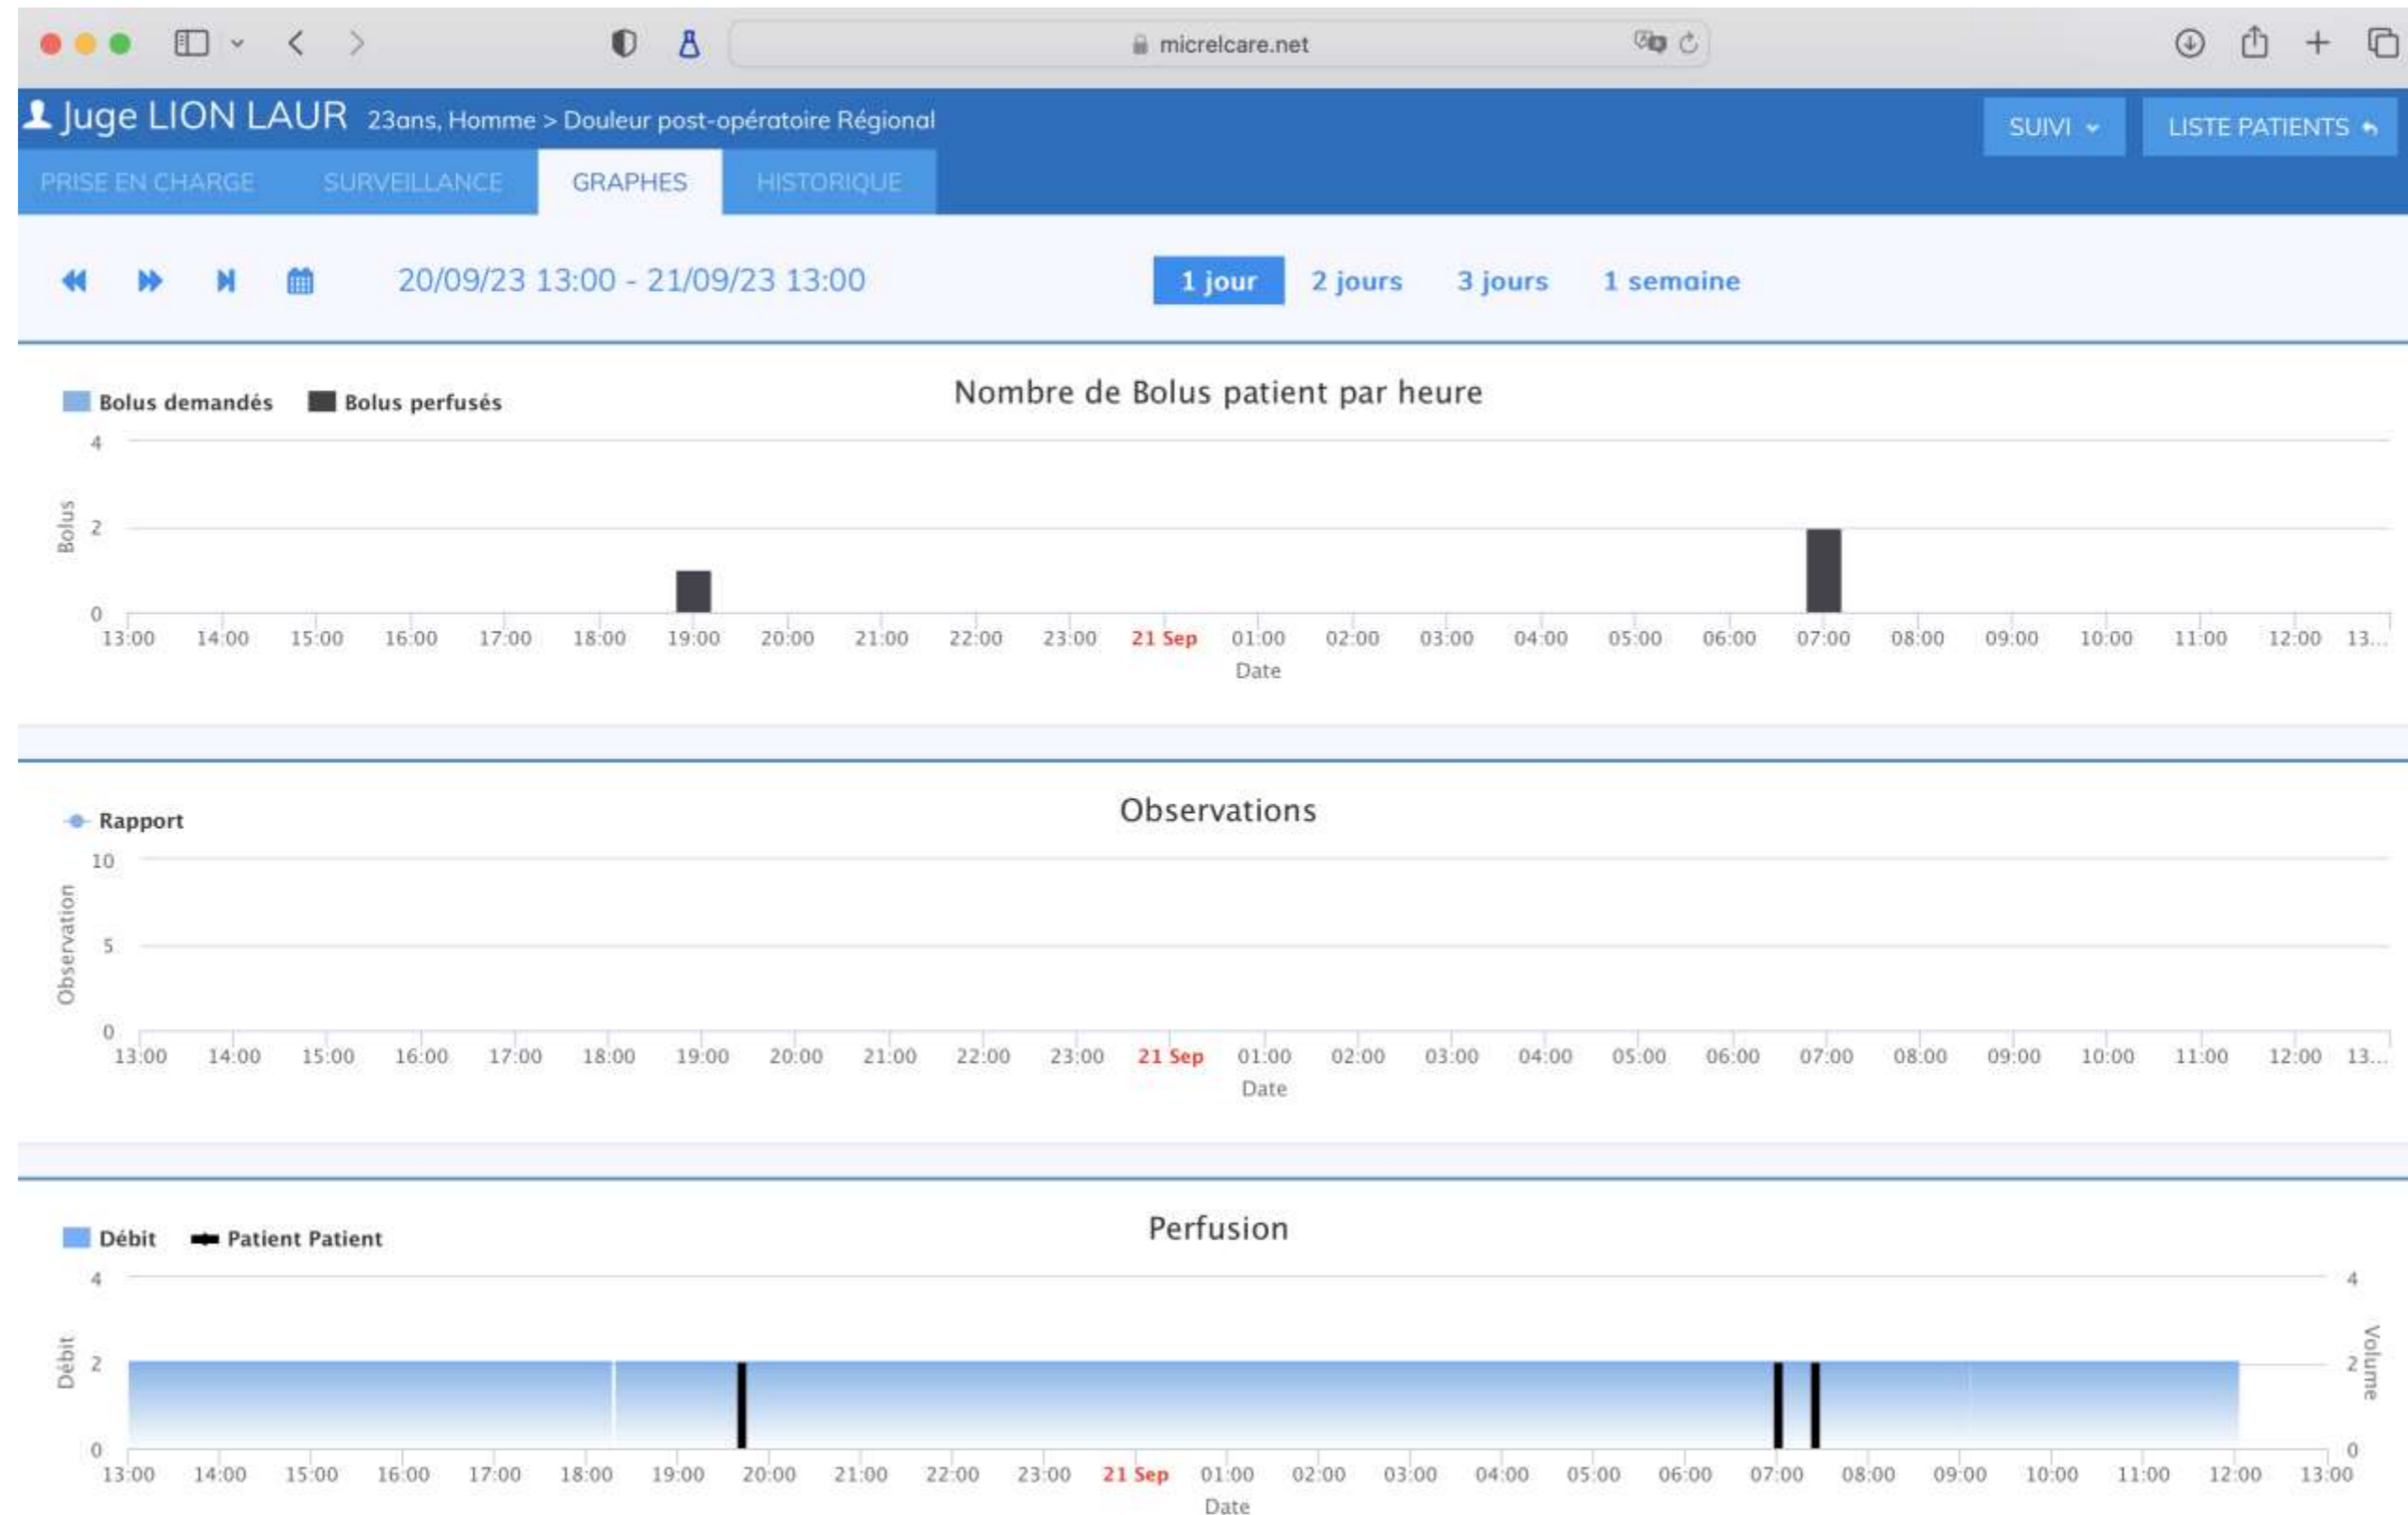 micrelcare.net
Juge LION LAUR 23ans, Homme > Douleur post-opératoire Régional
SUIVI LISTE PATIENTS
PRISE EN CHARGE SURVEILLANCE GRAPHES HISTORIQUE
20/09/23 13:00 - 21/09/23 13:00 1 jour 2 jours 3 jours 1 semaine
Nombre de Bolus patient par heure
Bolus demandés Bolus perfusés
4
Bolus
2
0
13:00 14:00 15:00 16:00 17:00 18:00 19:00 20:00 21:00 22:00 23:00 21 Sep 01:00 02:00 03:00 04:00 05:00 06:00 07:00 08:00 09:00 10:00 11:00 12:00 13...
Date
Observations
Rapport
10
Observation
5
0
13:00 14:00 15:00 16:00 17:00 18:00 19:00 20:00 21:00 22:00 23:00 21 Sep 01:00 02:00 03:00 04:00 05:00 06:00 07:00 08:00 09:00 10:00 11:00 12:00 13...
Date
Perfusion
Débit Patient Patient
4 4
Débit Volume
2 2
0 0
13:00 14:00 15:00 16:00 17:00 18:00 19:00 20:00 21:00 22:00 23:00 21 Sep 01:00 02:00 03:00 04:00 05:00 06:00 07:00 08:00 09:00 10:00 11:00 12:00 13:00
Date